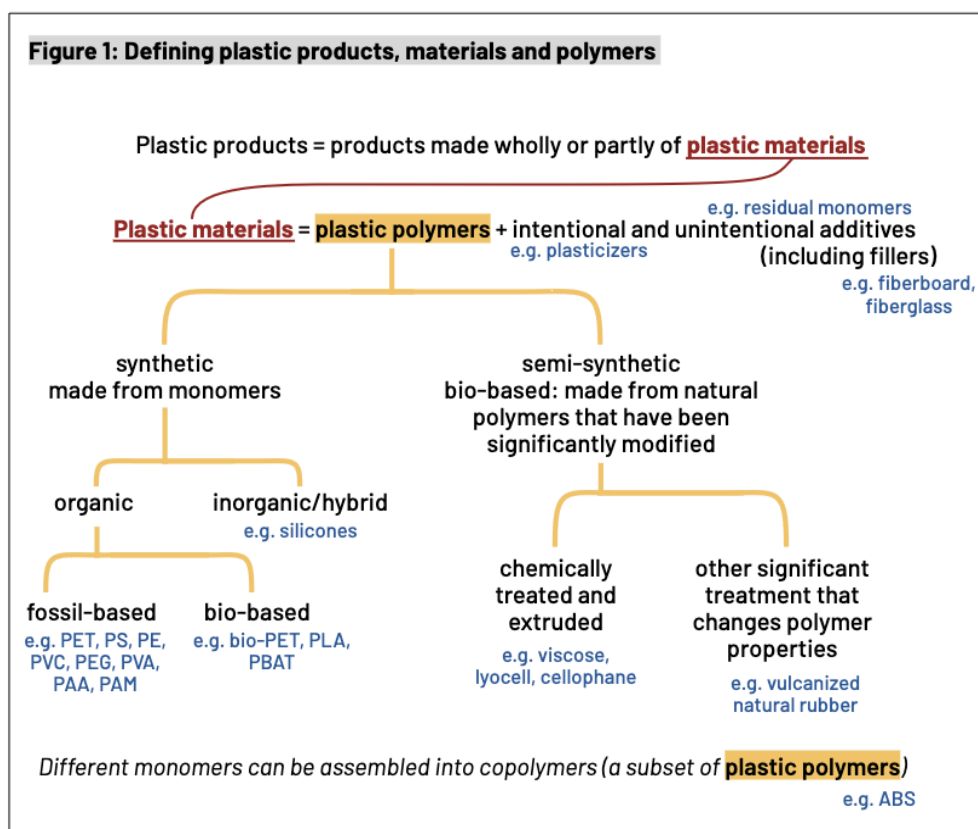 Figure 1: Defining plastic products, materials and polymers
Plastic products = products made wholly or partly of plastic materials
e.g. residual monomers
Plastic materials = plastic polymers + intentional and unintentional additives
e.g. plasticizers
(including fillers)
e.g. fiberboard,
fiberglass
synthetic
made from monomers
semi-synthetic
bio-based: made from natural
polymers that have been
significantly modified
organic
inorganic/hybrid
e.g. silicones
fossil-based
e.g. PET, PS, PE,
PVC, PEG, PVA,
PAA, PAM
bio-based
e.g. bio-PET, PLA,
PBAT
chemically
treated and
extruded
e.g. viscose,
lyocell, cellophane
other significant
treatment that
changes polymer
properties
e.g. vulcanized
natural rubber
Different monomers can be assembled into copolymers (a subset of plastic polymers)
e.g. ABS